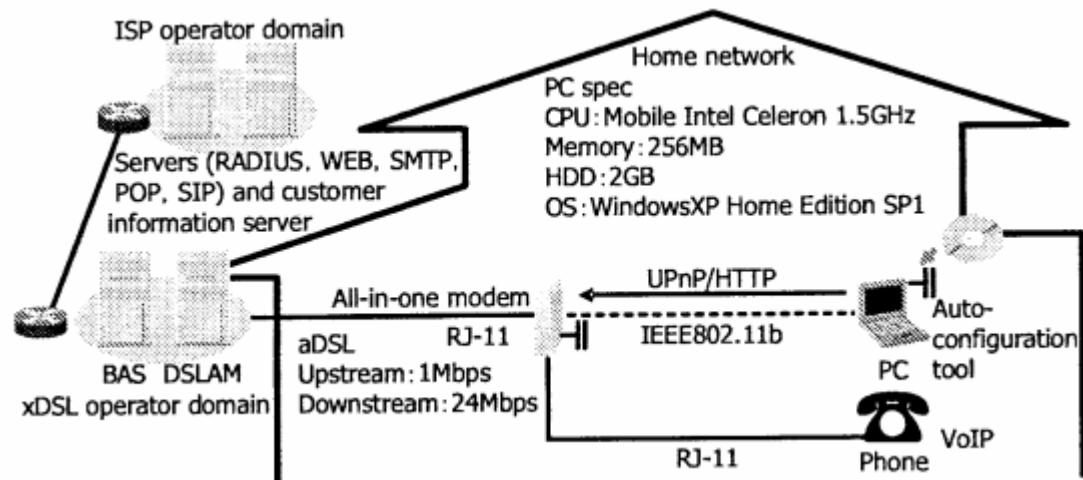 ISP operator domain
Servers (RADIUS, WEB, SMTP,
POP, SIP) and customer
information server
Home network
PC spec
CPU:Mobile Intel Celeron 1.5GHz
Memory:256MB
HDD:2GB
OS:WindowsXP Home Edition SP1
All-in-one modem
RJ-11
aDSL
Upstream:1Mbps
Downstream:24Mbps
BAS DSLAM
xDSL operator domain
UPnP/HTTP
IEEE802.11b
PC
Auto-
configuration
tool
VoIP
Phone
RJ-11